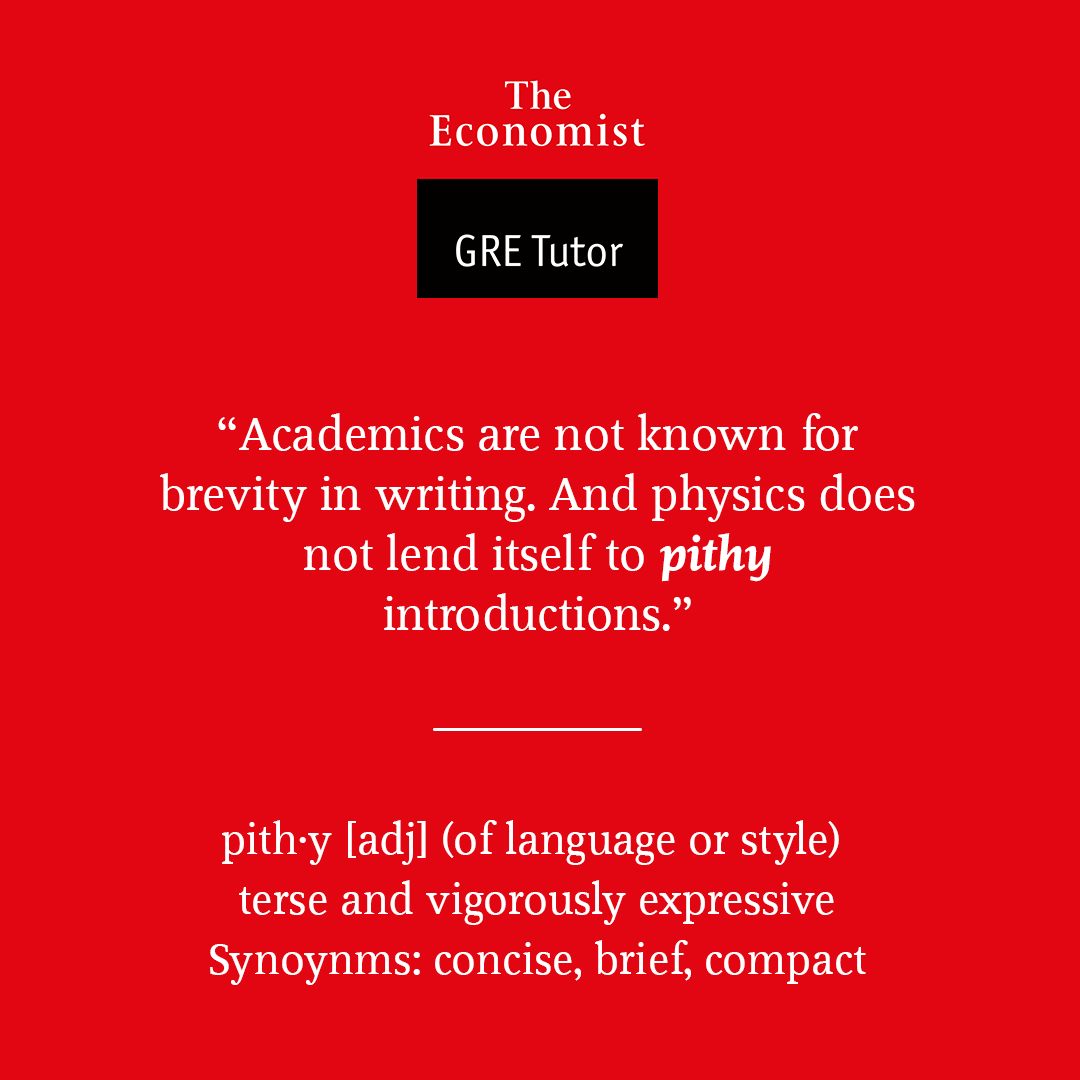 The
Economist
GRE Tutor
“Academics are not known for
brevity in writing. And physics does
not lend itself to pithy
introductions.”
pith·y [adj] (of language or style)
terse and vigorously expressive
Synoynms: concise, brief, compact